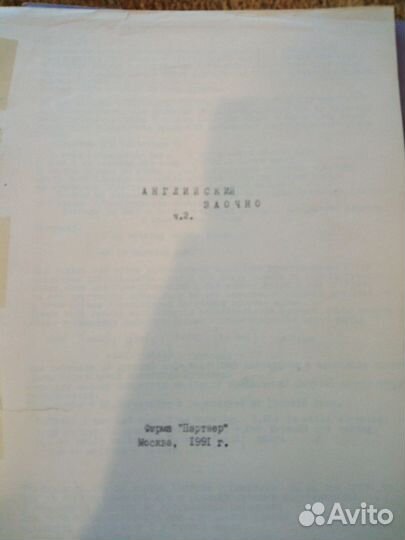 АНГЛИЙСКИЙ
ЗАОЧНО
ч.2.
Фирма "Партнер"
Москва, 1991 г.
Avito